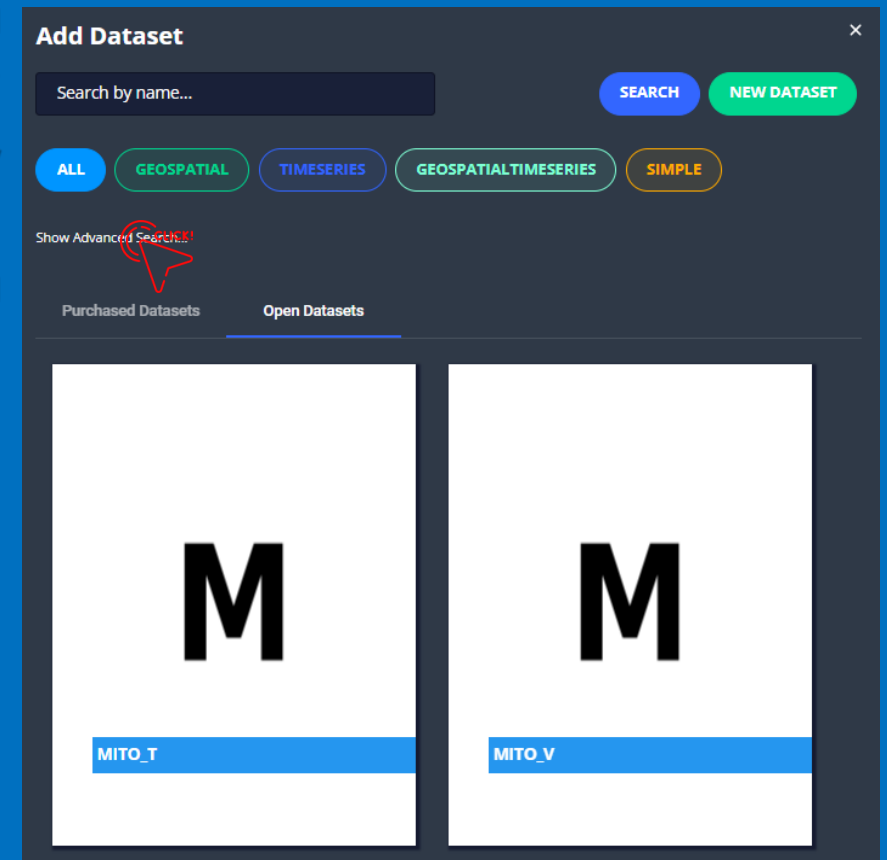 Add Dataset ×
Search by name... SEARCH NEW DATASET
ALL GEOSPATIAL TIMESERIES GEOSPATIALTIMESERIES SIMPLE
Show Advanced Search...
CLICK!
Purchased Datasets Open Datasets
M M
MITO_T MITO_V